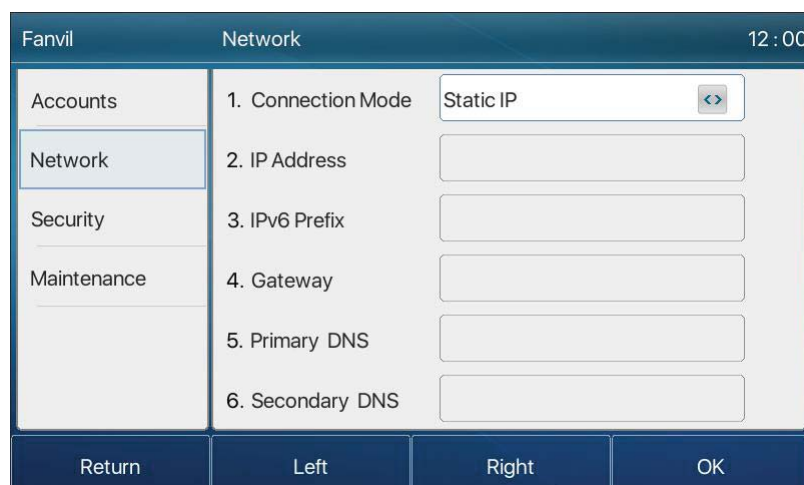 Fanvil Network 12:00
Accounts
Network
Security
Maintenance
1. Connection Mode Static IP
2. IP Address
3. IPv6 Prefix
4. Gateway
5. Primary DNS
6. Secondary DNS
Return Left Right OK